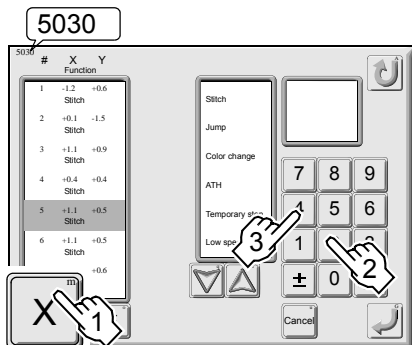 5030
5030
# X Y
Function
1 -1.2 +0.6
Stitch
2 +0.1 -1.5
Stitch
3 +1.1 +0.9
Stitch
4 +0.4 +0.4
Stitch
5 +1.1 +0.5
Stitch
6 +1.1 +0.5
Stitch
+0.6
Stitch
Jump
Color change
ATH
Temporary
Low
7 8 9
4 5 6
1
± 0
Cancel
m
X
1
2
3